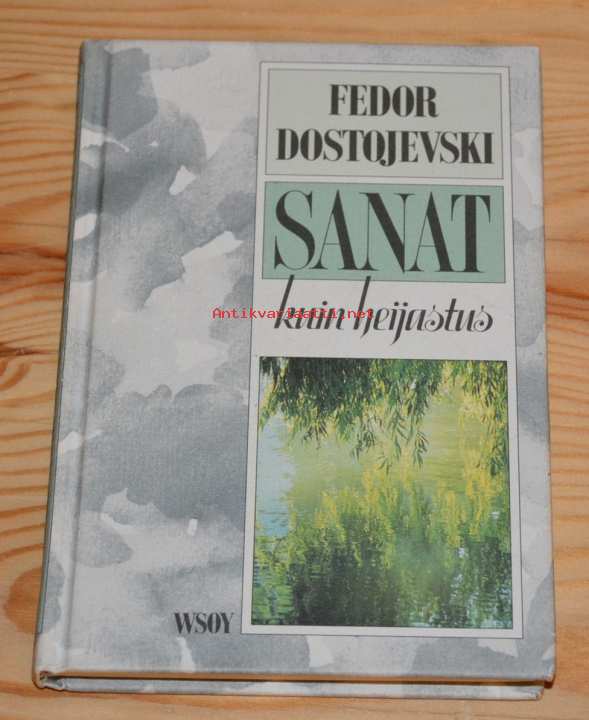 FEDOR
DOSTOJEVSKI
SANAT
Antikvariaatti.net
kuin heijastus
WSOY